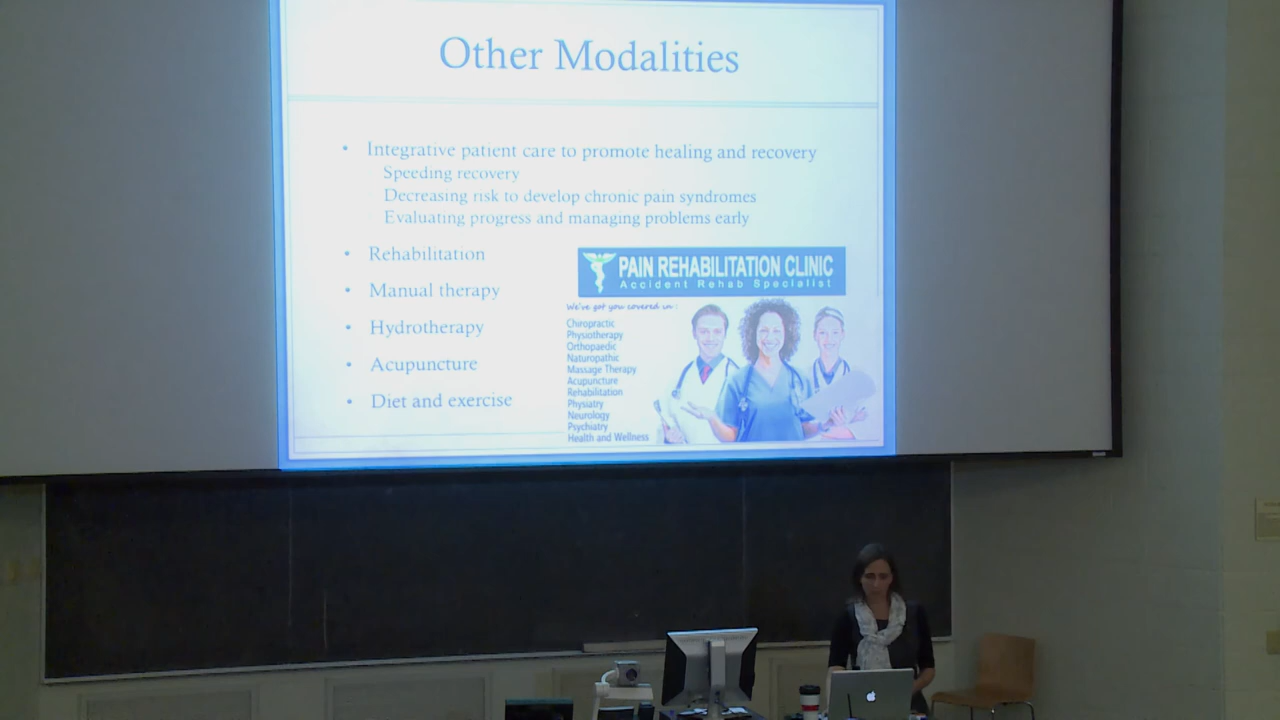 Other Modalities
• Integrative patient care to promote healing and recovery
Speeding recovery
Decreasing risk to develop chronic pain syndromes
Evaluating progress and managing problems early
• Rehabilitation
• Manual therapy
• Hydrotherapy
• Acupuncture
• Diet and exercise
PAIN REHABILITATION CLINIC
Accident Rehab Specialist
We've got you covered in:
Chiropractic
Physiotherapy
Orthopaedic
Naturopathic
Massage Therapy
Acupuncture
Rehabilitation
Physiatry
Neurology
Psychiatry
Health and Wellness